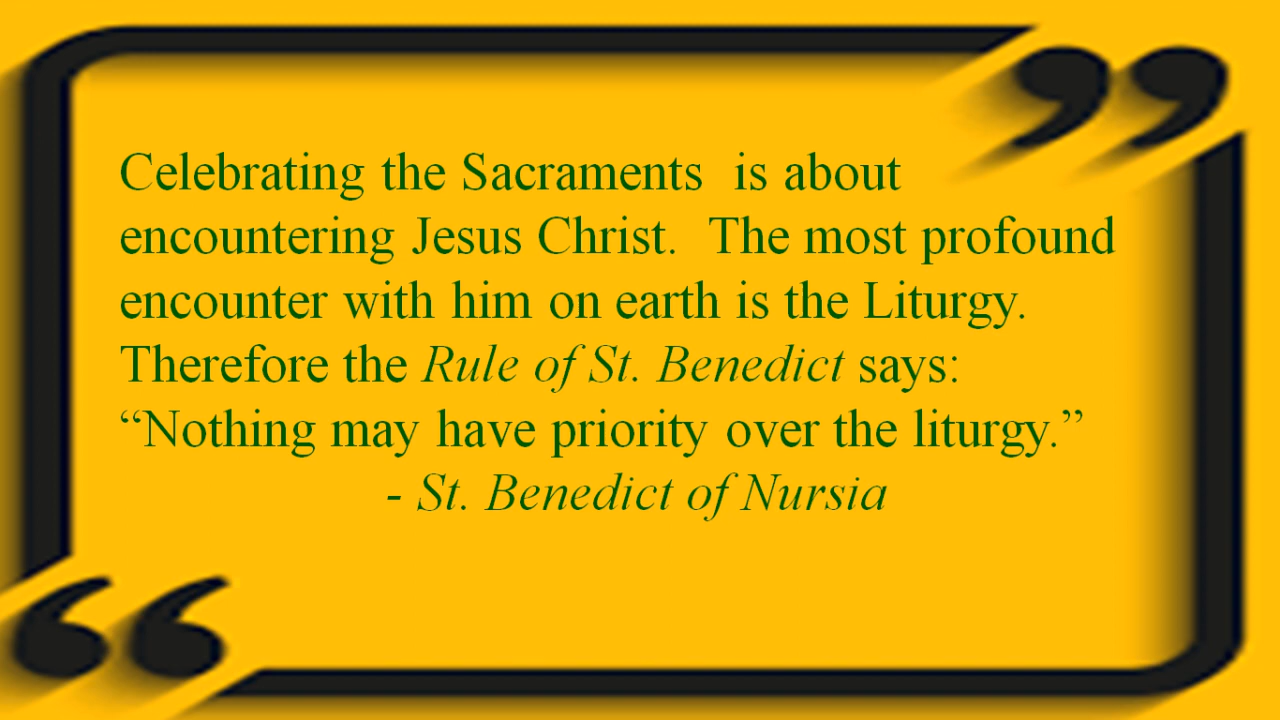 Celebrating the Sacraments  is about
encountering Jesus Christ.  The most profound
encounter with him on earth is the Liturgy.
Therefore the Rule of St. Benedict says:
“Nothing may have priority over the liturgy.”
- St. Benedict of Nursia